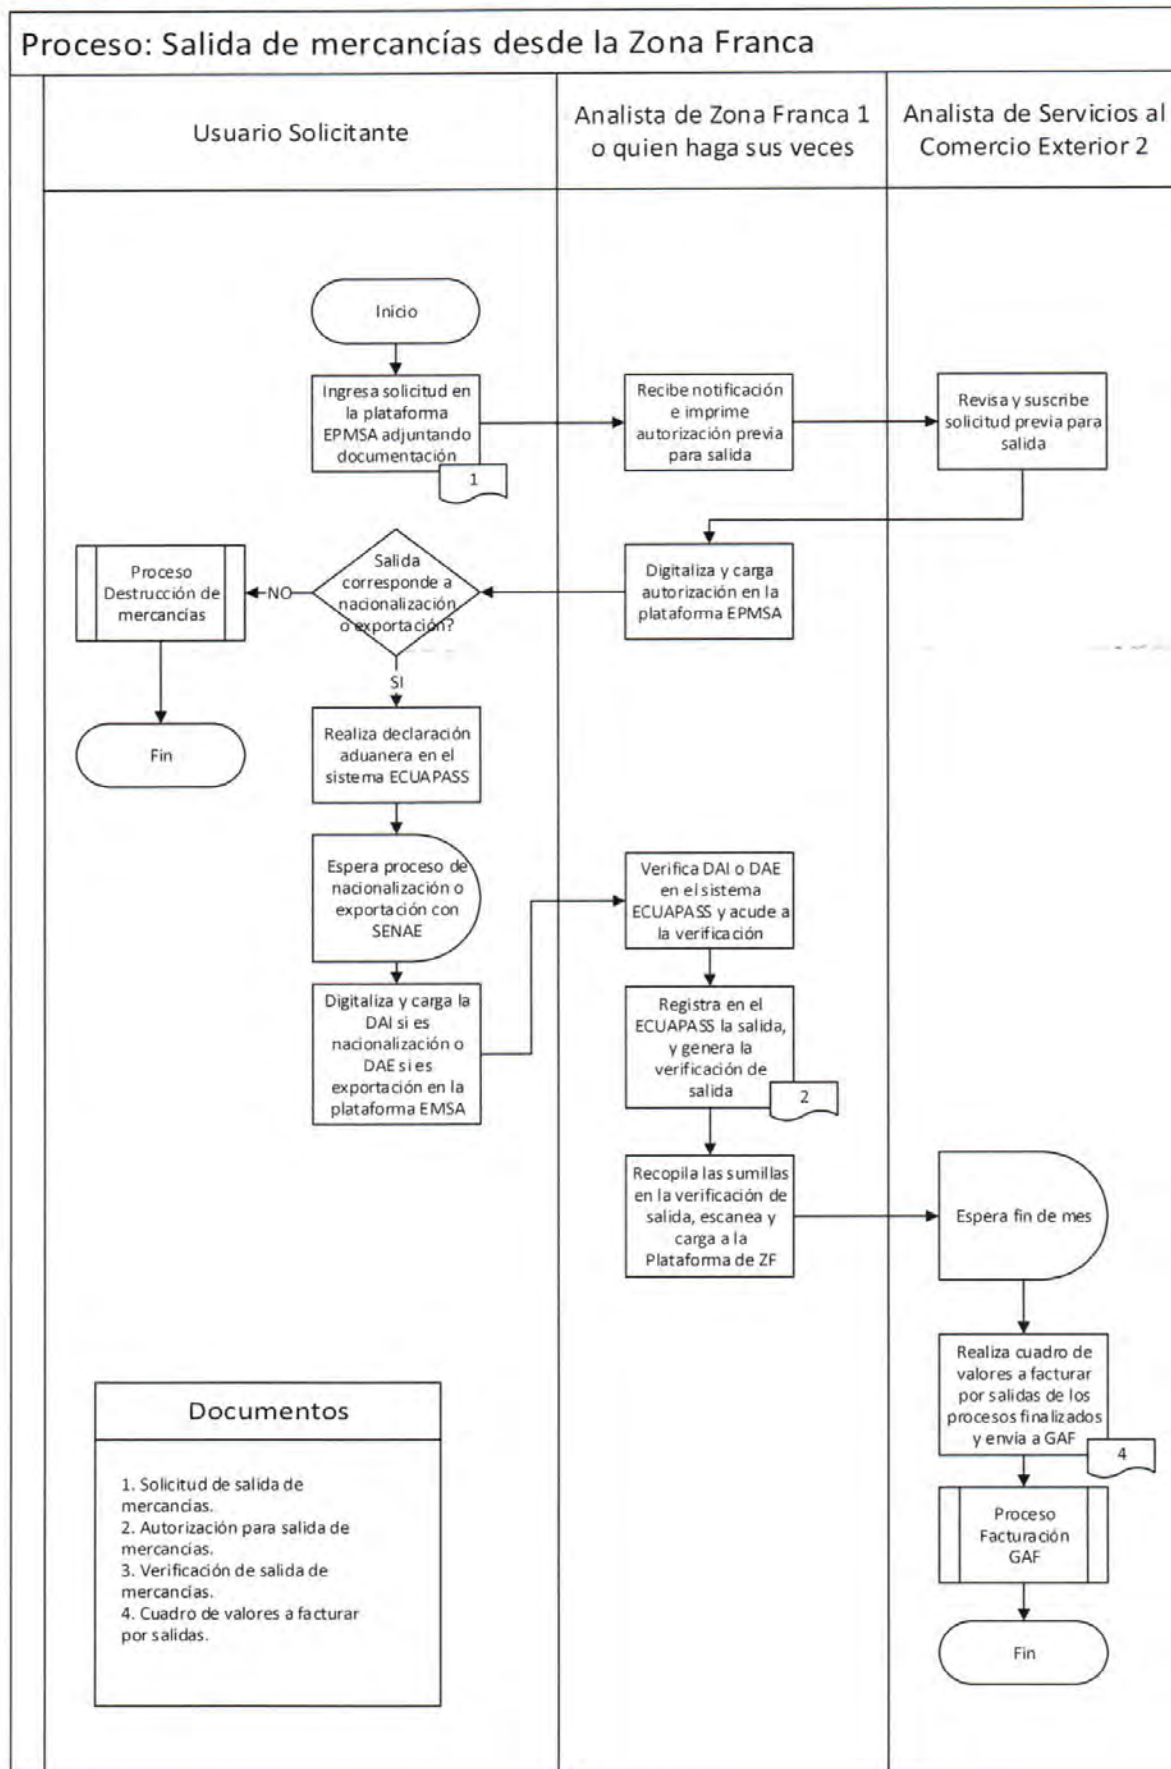 Proceso: Salida de mercancías desde la Zona Franca
Usuario Solicitante
Analista de Zona Franca 1
o quien haga sus veces
Analista de Servicios al
Comercio Exterior 2
Inicio
Ingresa solicitud en
la plataforma
EPMSA adjuntando
documentación
1
Recibe notificación
e imprime
autorización previa
para salida
Revisa y suscribe
solicitud previa para
salida
Digitaliza y carga
autorización en la
plataforma EPMSA
Salida
corresponde a
nacionalización
o exportación?
NO
Proceso
Destrucción de
mercancías
Fin
SI
Realiza declaración
aduanera en el
sistema ECUAPASS
Espera proceso de
nacionalización o
exportación con
SENAE
Digitaliza y carga la
DAI si es
nacionalización o
DAE si es
exportación en la
plataforma EMSA
Verifica DAI o DAE
en el sistema
ECUAPASS y acude a
la verificación
Registra en el
ECUAPASS la salida,
y genera la
verificación de
salida
2
Recopila las sumillas
en la verificación de
salida, escanea y
carga a la
Plataforma de ZF
Espera fin de mes
Realiza cuadro de
valores a facturar
por salidas de los
procesos finalizados
y envía a GAF
4
Proceso
Facturación
GAF
Fin
Documentos
1. Solicitud de salida de
mercancías.
2. Autorización para salida de
mercancías.
3. Verificación de salida de
mercancías.
4. Cuadro de valores a facturar
por salidas.